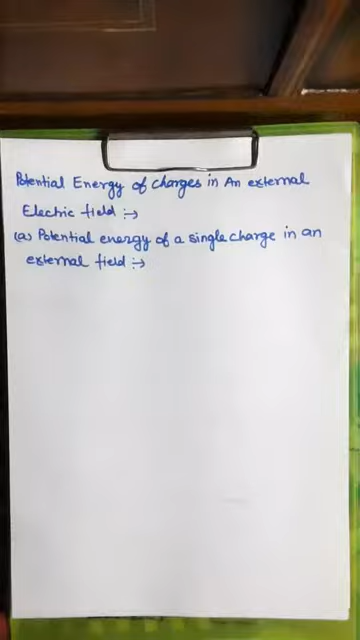 Potential Energy of charges in An external
Electric field :→
(a) Potential energy of a single charge in an
external field :→